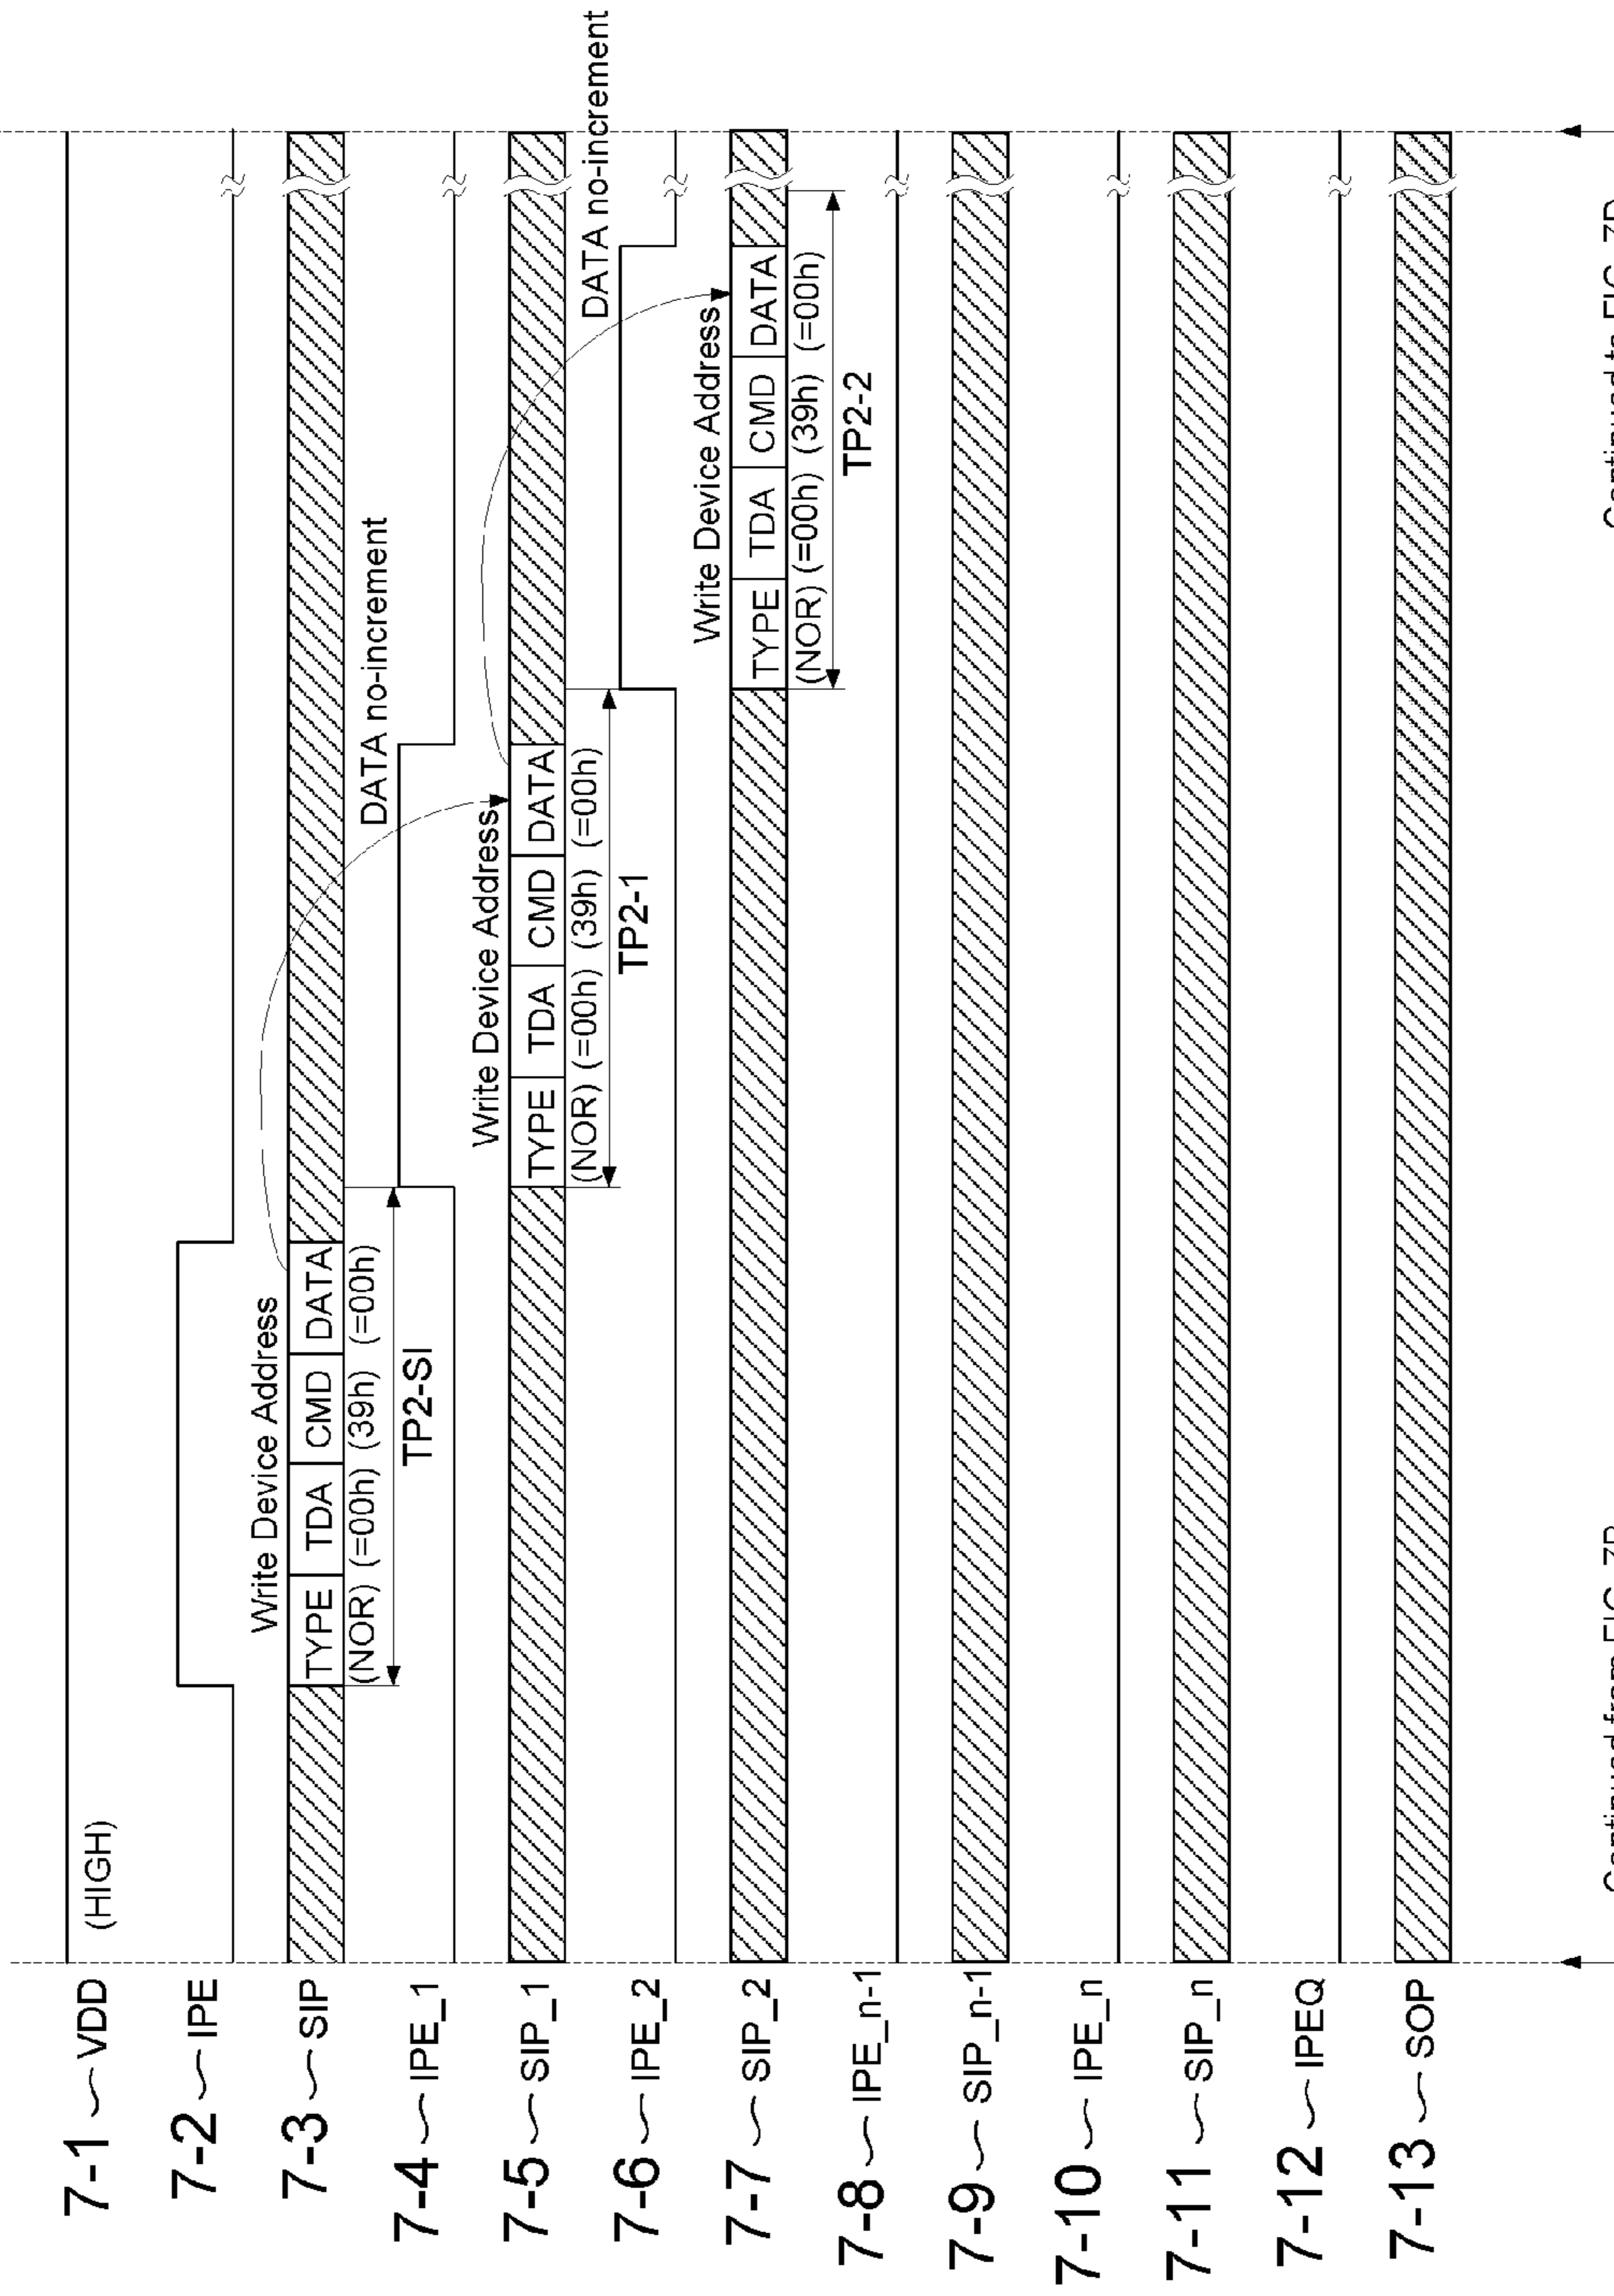 7-1 VDD
(HIGH)
7-2 IPE
Write Device Address
7-3 SIP
TYPE TDA CMD DATA
(NOR) (=00h) (39h) (=00h)
TP2-SI
DATA no-increment
7-4 IPE_1
Write Device Address
7-5 SIP_1
TYPE TDA CMD DATA
(NOR) (=00h) (39h) (=00h)
TP2-1
DATA no-increment
7-6 IPE_2
Write Device Address
7-7 SIP_2
TYPE TDA CMD DATA
(NOR) (=00h) (39h) (=00h)
TP2-2
7-8 IPE_n-1
7-9 SIP_n-1
7-10 IPE_n
7-11 SIP_n
7-12 IPEQ
7-13 SOP